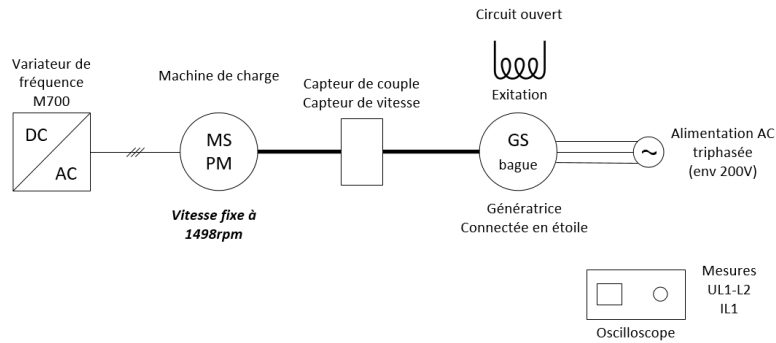 Circuit ouvert
Exitation
Variateur de
fréquence
M700
DC
AC
Machine de charge
MS
PM
Vitesse fixe à
1498rpm
Capteur de couple
Capteur de vitesse
GS
bague
Génératrice
Connectée en étoile
~
Alimentation AC
triphasée
(env 200V)
Mesures
UL1-L2
IL1
Oscilloscope